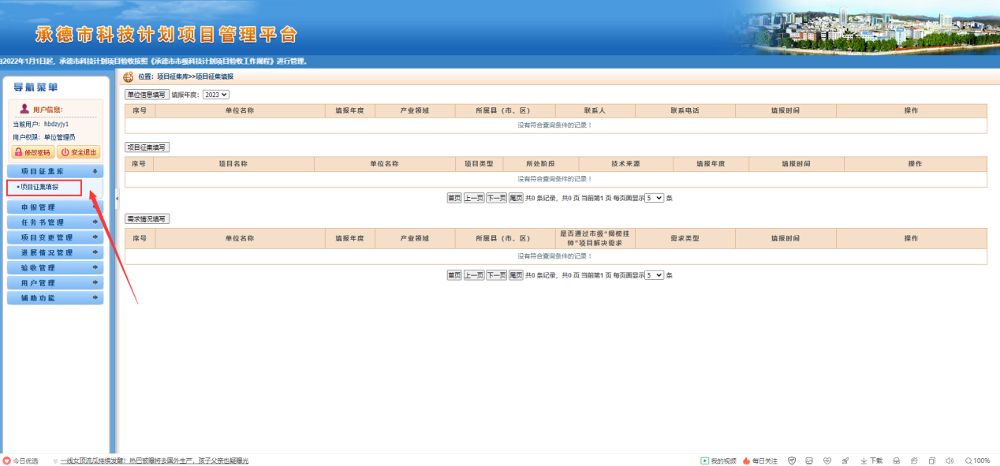 承德市科技计划项目管理平台
自2022年1月1日起，承德市科技计划项目验收按照《承德市市级科技计划项目验收工作规程》进行管理。
导航菜单
用户信息:
当前用户: hbdzyjy1
用户权限: 单位管理员
修改密码 安全退出
项目征集库
•项目征集填报
申报管理
任务书管理
项目变更管理
进展情况管理
验收管理
用户管理
辅助功能
位置: 项目征集库>>项目征集填报
单位信息填写 填报年度: 2023
序号 单位名称 填报年度 产业领域 所属县（市、区） 联系人 联系电话 填报时间 操作
没有符合查询条件的记录！
项目征集填写
序号 项目名称 单位名称 项目类型 所处阶段 技术来源 填报年度 填报时间 操作
没有符合查询条件的记录！
首页 上一页 下一页 尾页 共0 条记录，共0 页 当前第1 页 每页面显示 5 条
需求情况填写
序号 单位名称 填报年度 产业领域 所属县（市、区） 是否通过市级“揭榜挂 需求类型 填报时间 操作
帅”项目解决需求
没有符合查询条件的记录！
首页 上一页 下一页 尾页 共0 条记录，共0 页 当前第1 页 每页面显示 5 条
今日优选 一线女顶流瓜持续发酵！热巴被曝将去国外生产，孩子父亲也疑曝光 我的视频 每日关注 下载 100%